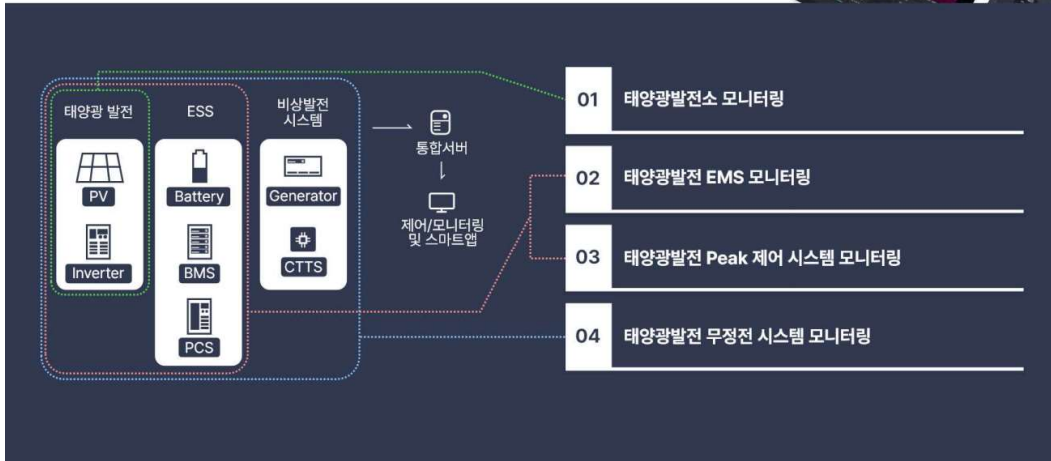 태양광 발전
PV
Inverter
ESS
Battery
BMS
PCS
비상발전
시스템
Generator
CTTS
통합서버
제어/모니터링
및 스마트앱
01 태양광발전소 모니터링
02 태양광발전 EMS 모니터링
03 태양광발전 Peak 제어 시스템 모니터링
04 태양광발전 무정전 시스템 모니터링